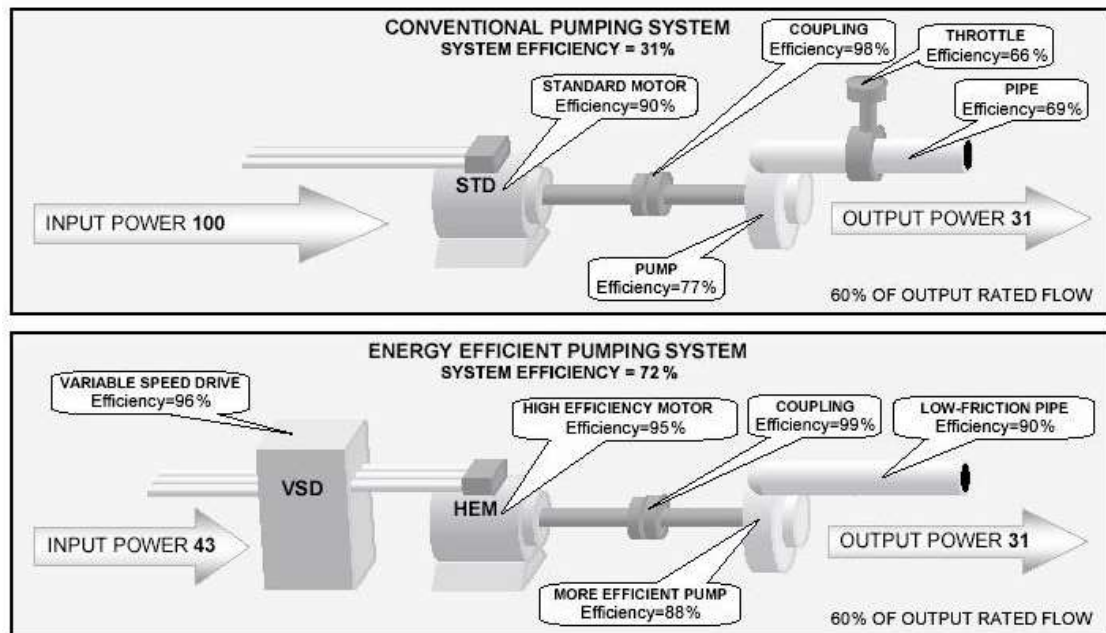 CONVENTIONAL PUMPING SYSTEM
SYSTEM EFFICIENCY = 31%
COUPLING
Efficiency=98%
THROTTLE
Efficiency=66%
STANDARD MOTOR
Efficiency=90%
PIPE
Efficiency=69%
STD
INPUT POWER 100
OUTPUT POWER 31
PUMP
Efficiency=77%
60% OF OUTPUT RATED FLOW
ENERGY EFFICIENT PUMPING SYSTEM
SYSTEM EFFICIENCY = 72%
VARIABLE SPEED DRIVE
Efficiency=96%
HIGH EFFICIENCY MOTOR
Efficiency=95%
COUPLING
Efficiency=99%
LOW-FRICTION PIPE
Efficiency=90%
VSD
HEM
INPUT POWER 43
OUTPUT POWER 31
MORE EFFICIENT PUMP
Efficiency=88%
60% OF OUTPUT RATED FLOW